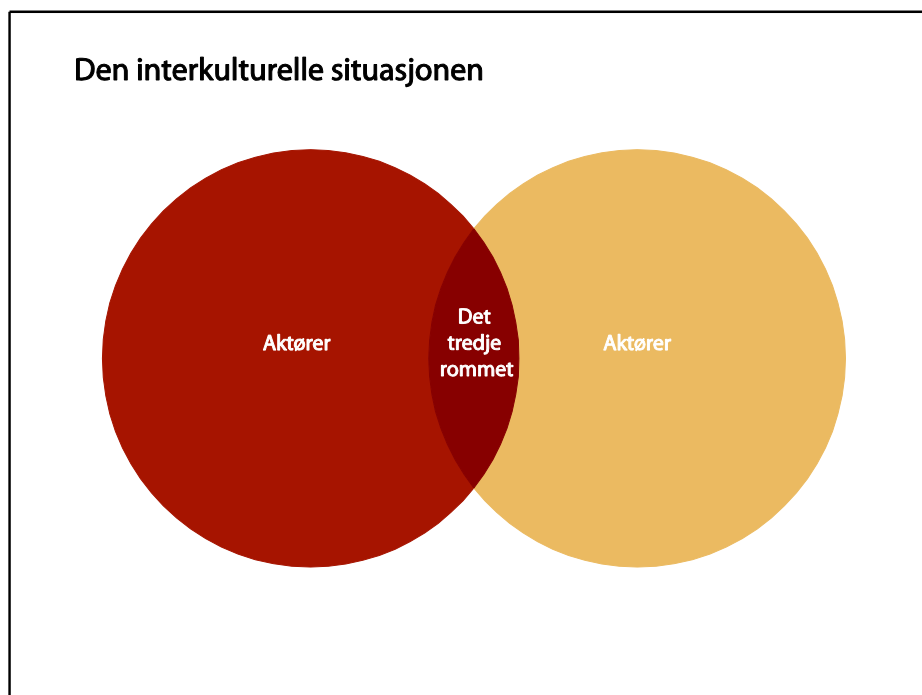 Den interkulturelle situasjonen
Aktører
Det
tredje
rommet
Aktører